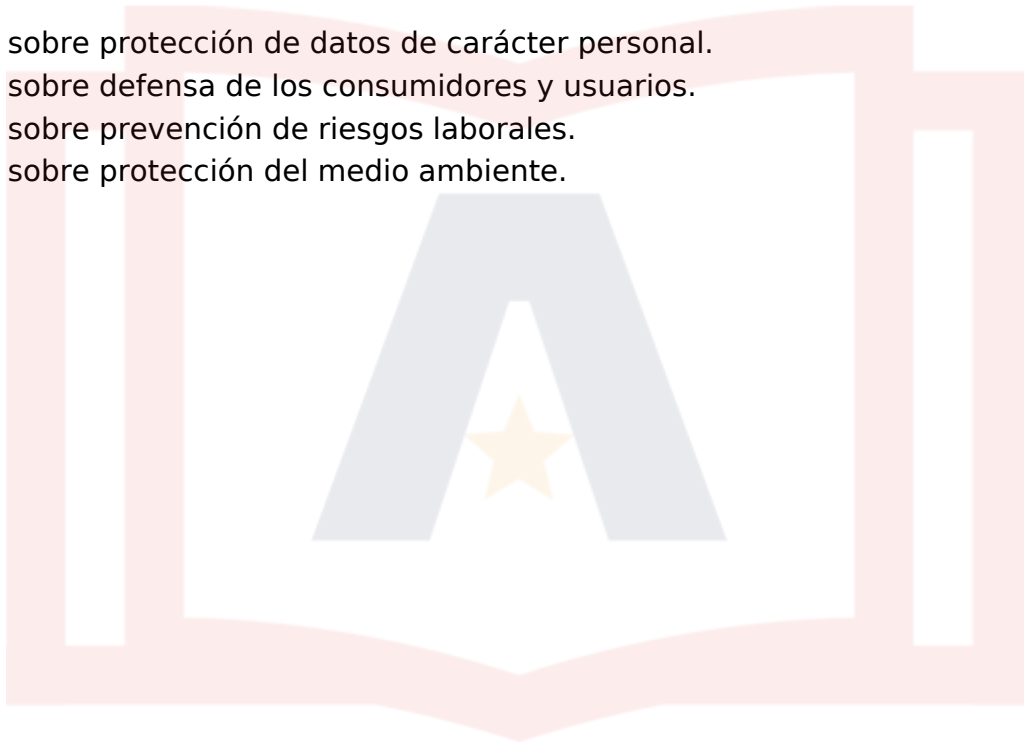 sobre protección de datos de carácter personal.
sobre defensa de los consumidores y usuarios.
sobre prevención de riesgos laborales.
sobre protección del medio ambiente.